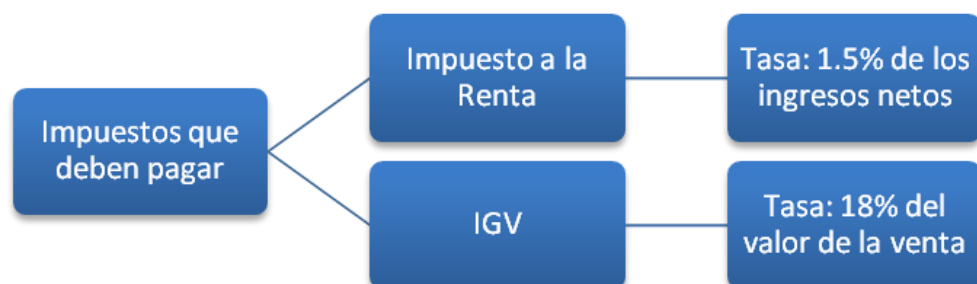 Impuestos que
deben pagar
Impuesto a la
Renta
Tasa: 1.5% de los
ingresos netos
IGV
Tasa: 18% del
valor de la venta